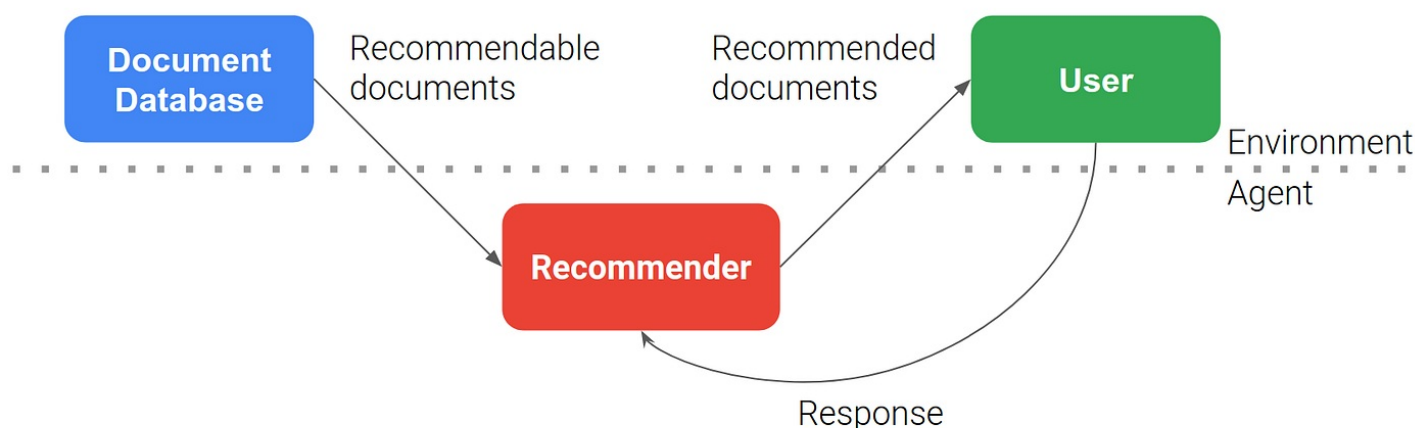 Document
Database
Recommendable
documents
Recommended
documents
User
Environment
Agent
Recommender
Response